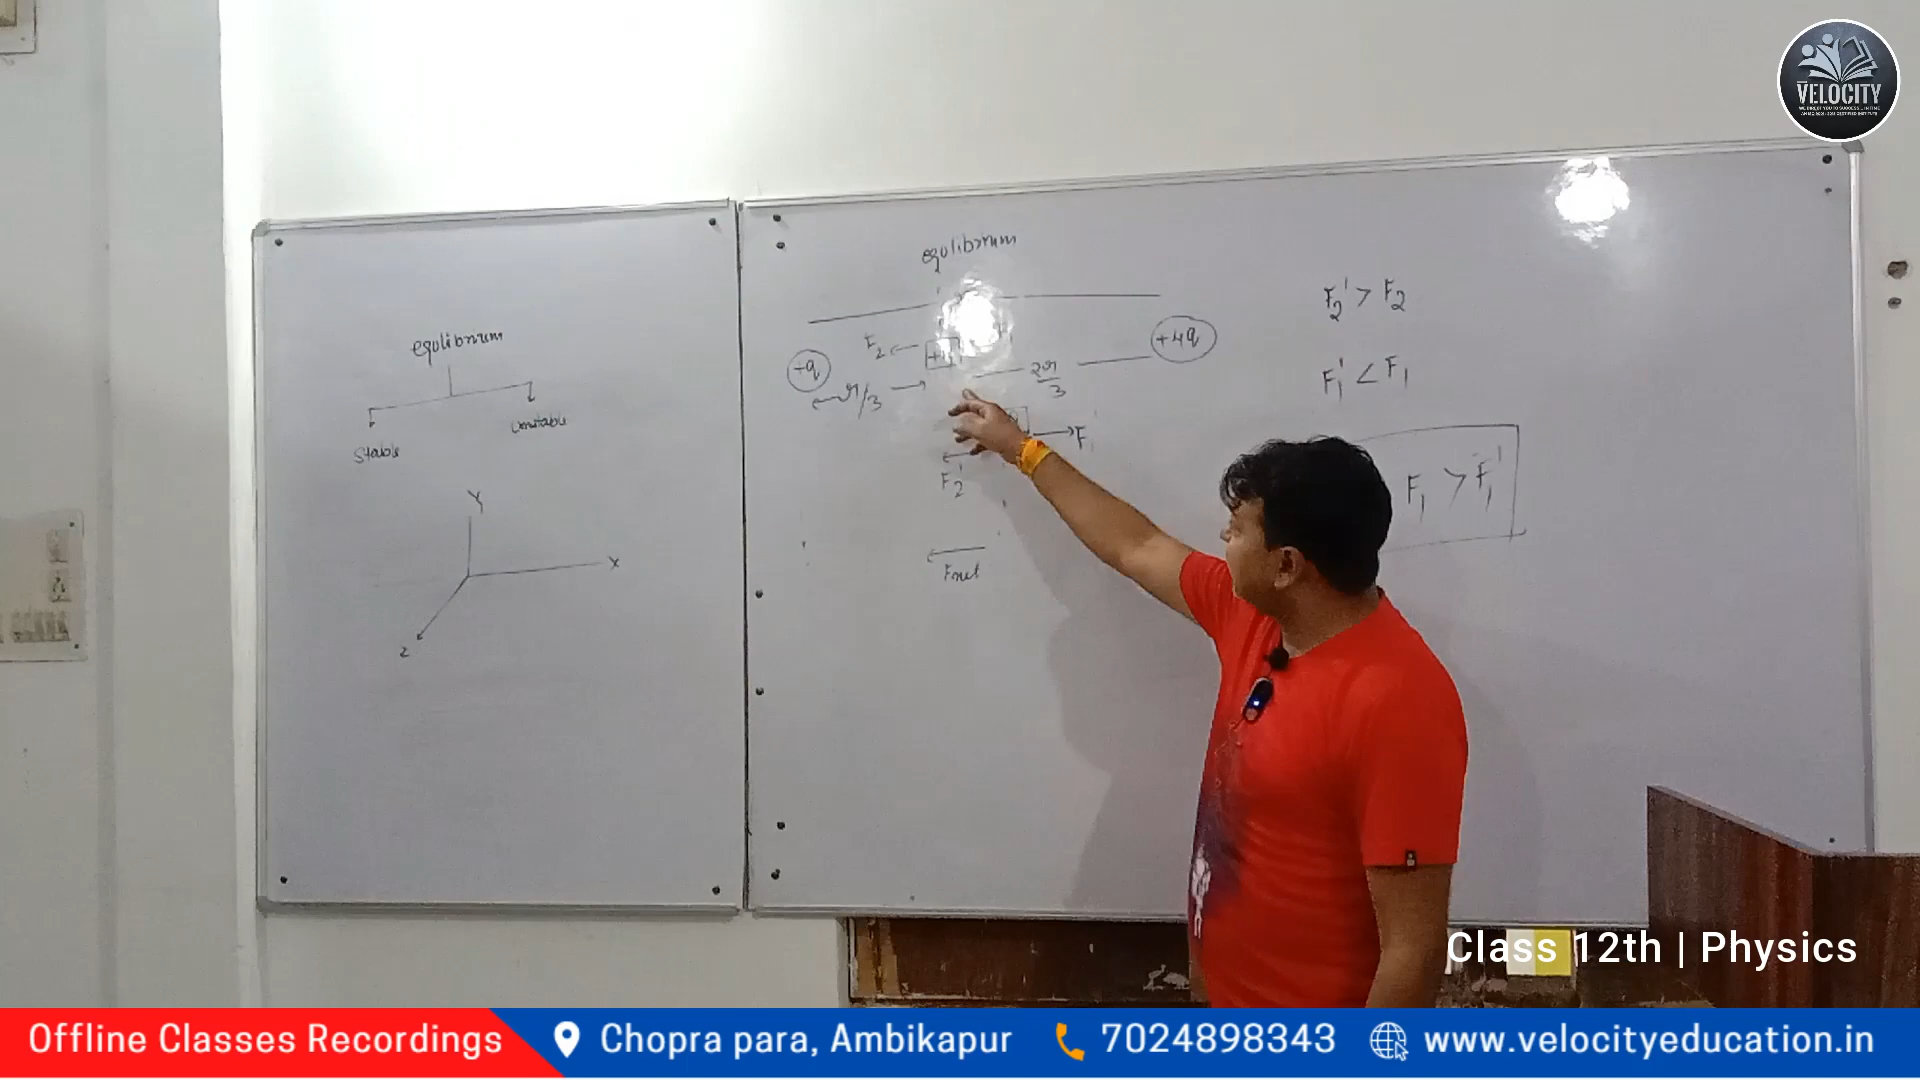 VELOCITY
equlibrium
Stable
Unstable
Y
X
Z
equlibrium
F2
+q
r/3
2r/3
+4q
F1
F2'
Fnet
F2' > F2
F1' < F1
F1 > F1'
Class 12th | Physics
Offline Classes Recordings
Chopra para, Ambikapur
7024898343
www.velocityeducation.in